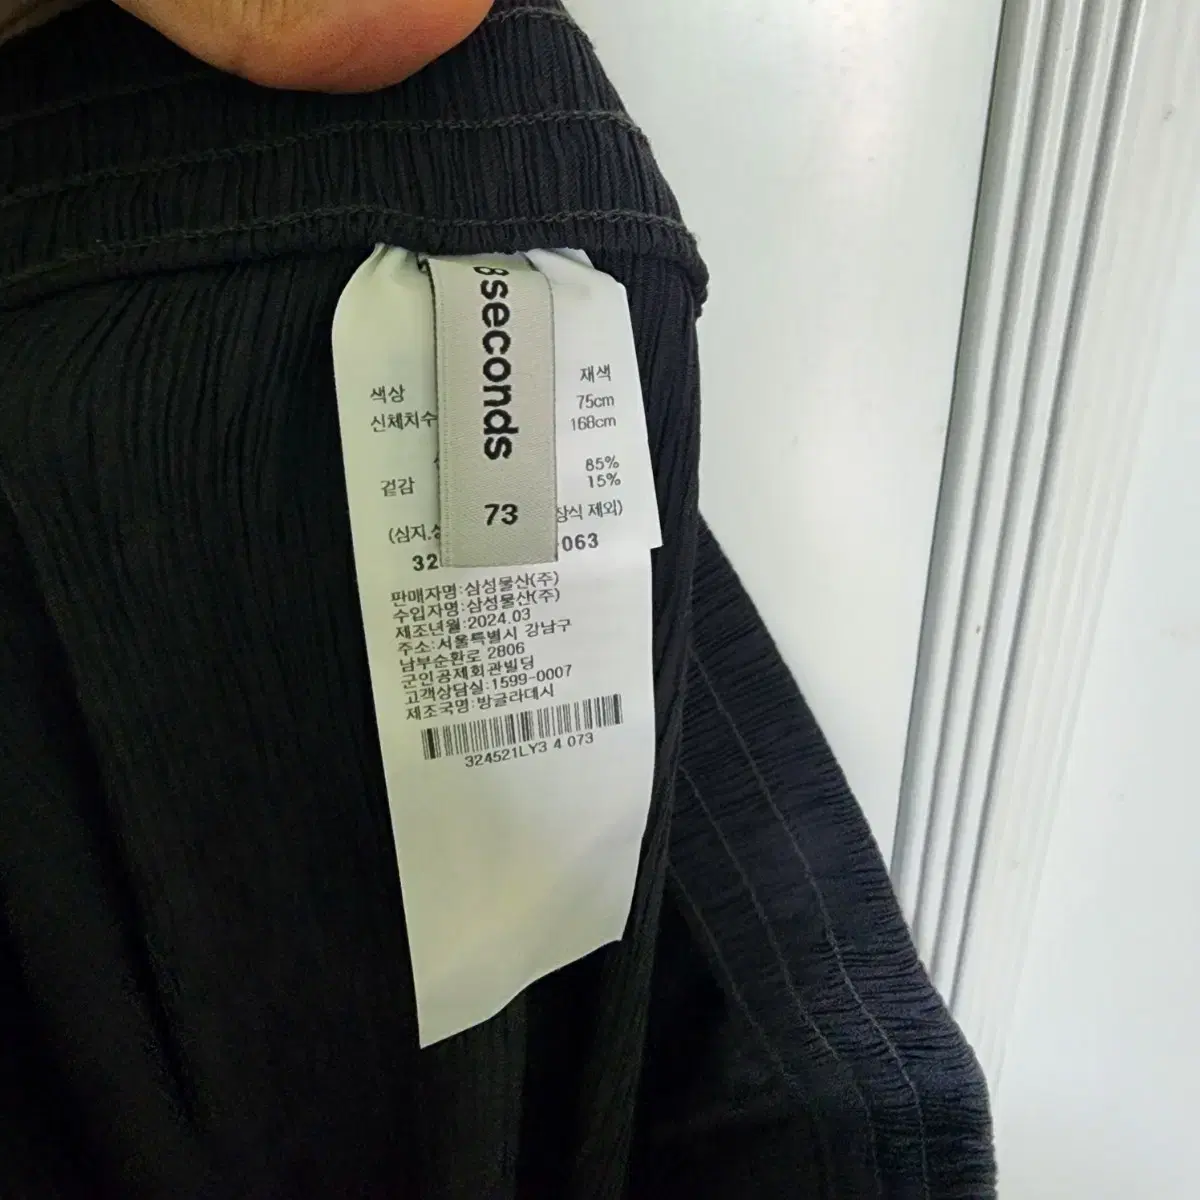 8seconds
73
색상 재색
신체치수 75cm
168cm
85%
겉감 15%
(심지. 장식 제외)
32 063
판매자명:삼성물산(주)
수입자명:삼성물산(주)
제조년월:2024.03
주소:서울특별시 강남구
남부순환로 2806
군인공제회관빌딩
고객상담실:1599-0007
제조국명:방글라데시
324521LY3 4 073